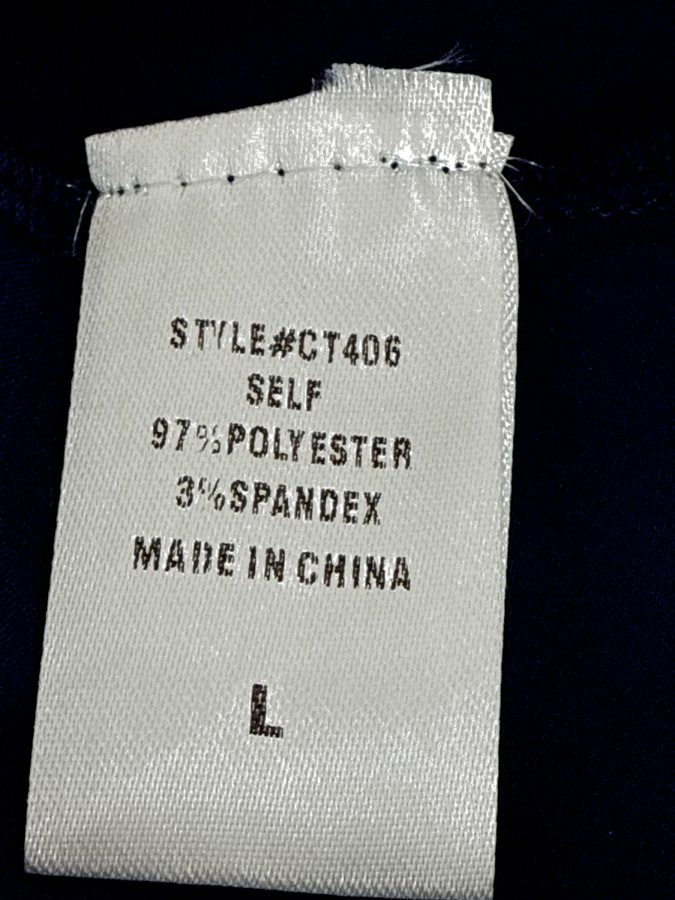 STYLE#CT406
SELF
97%POLYESTER
3%SPANDEX
MADE IN CHINA
L